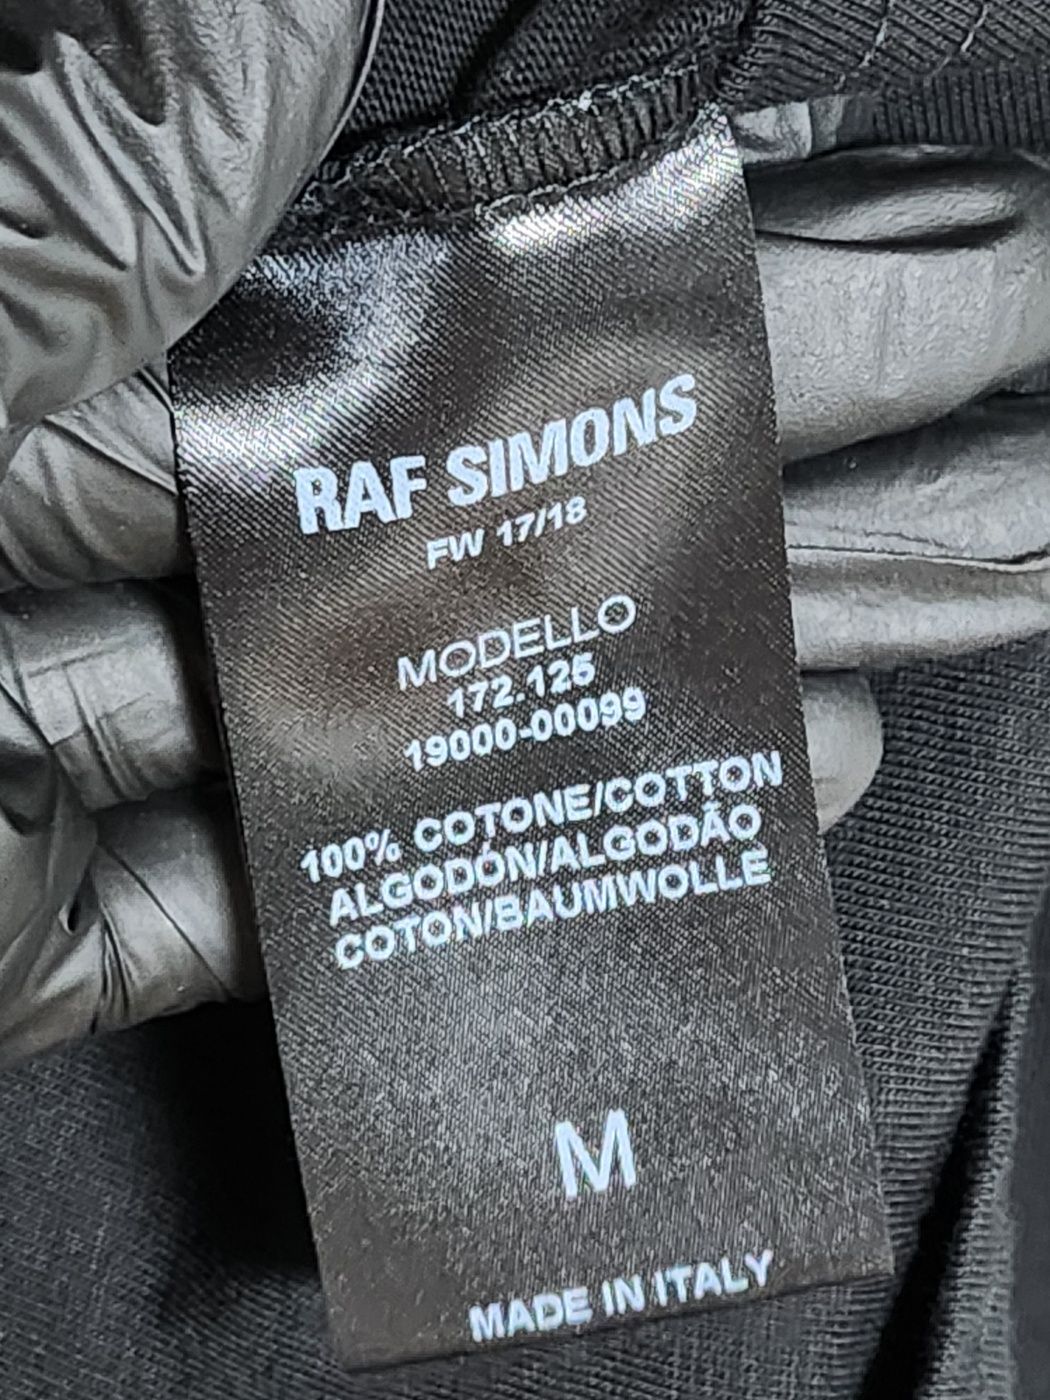 RAF SIMONS
FW 17/18
MODELLO
172.125
19000-00099
100% COTONE/COTTON
ALGODÓN/ALGODÃO
COTON/BAUMWOLLE
M
MADE IN ITALY